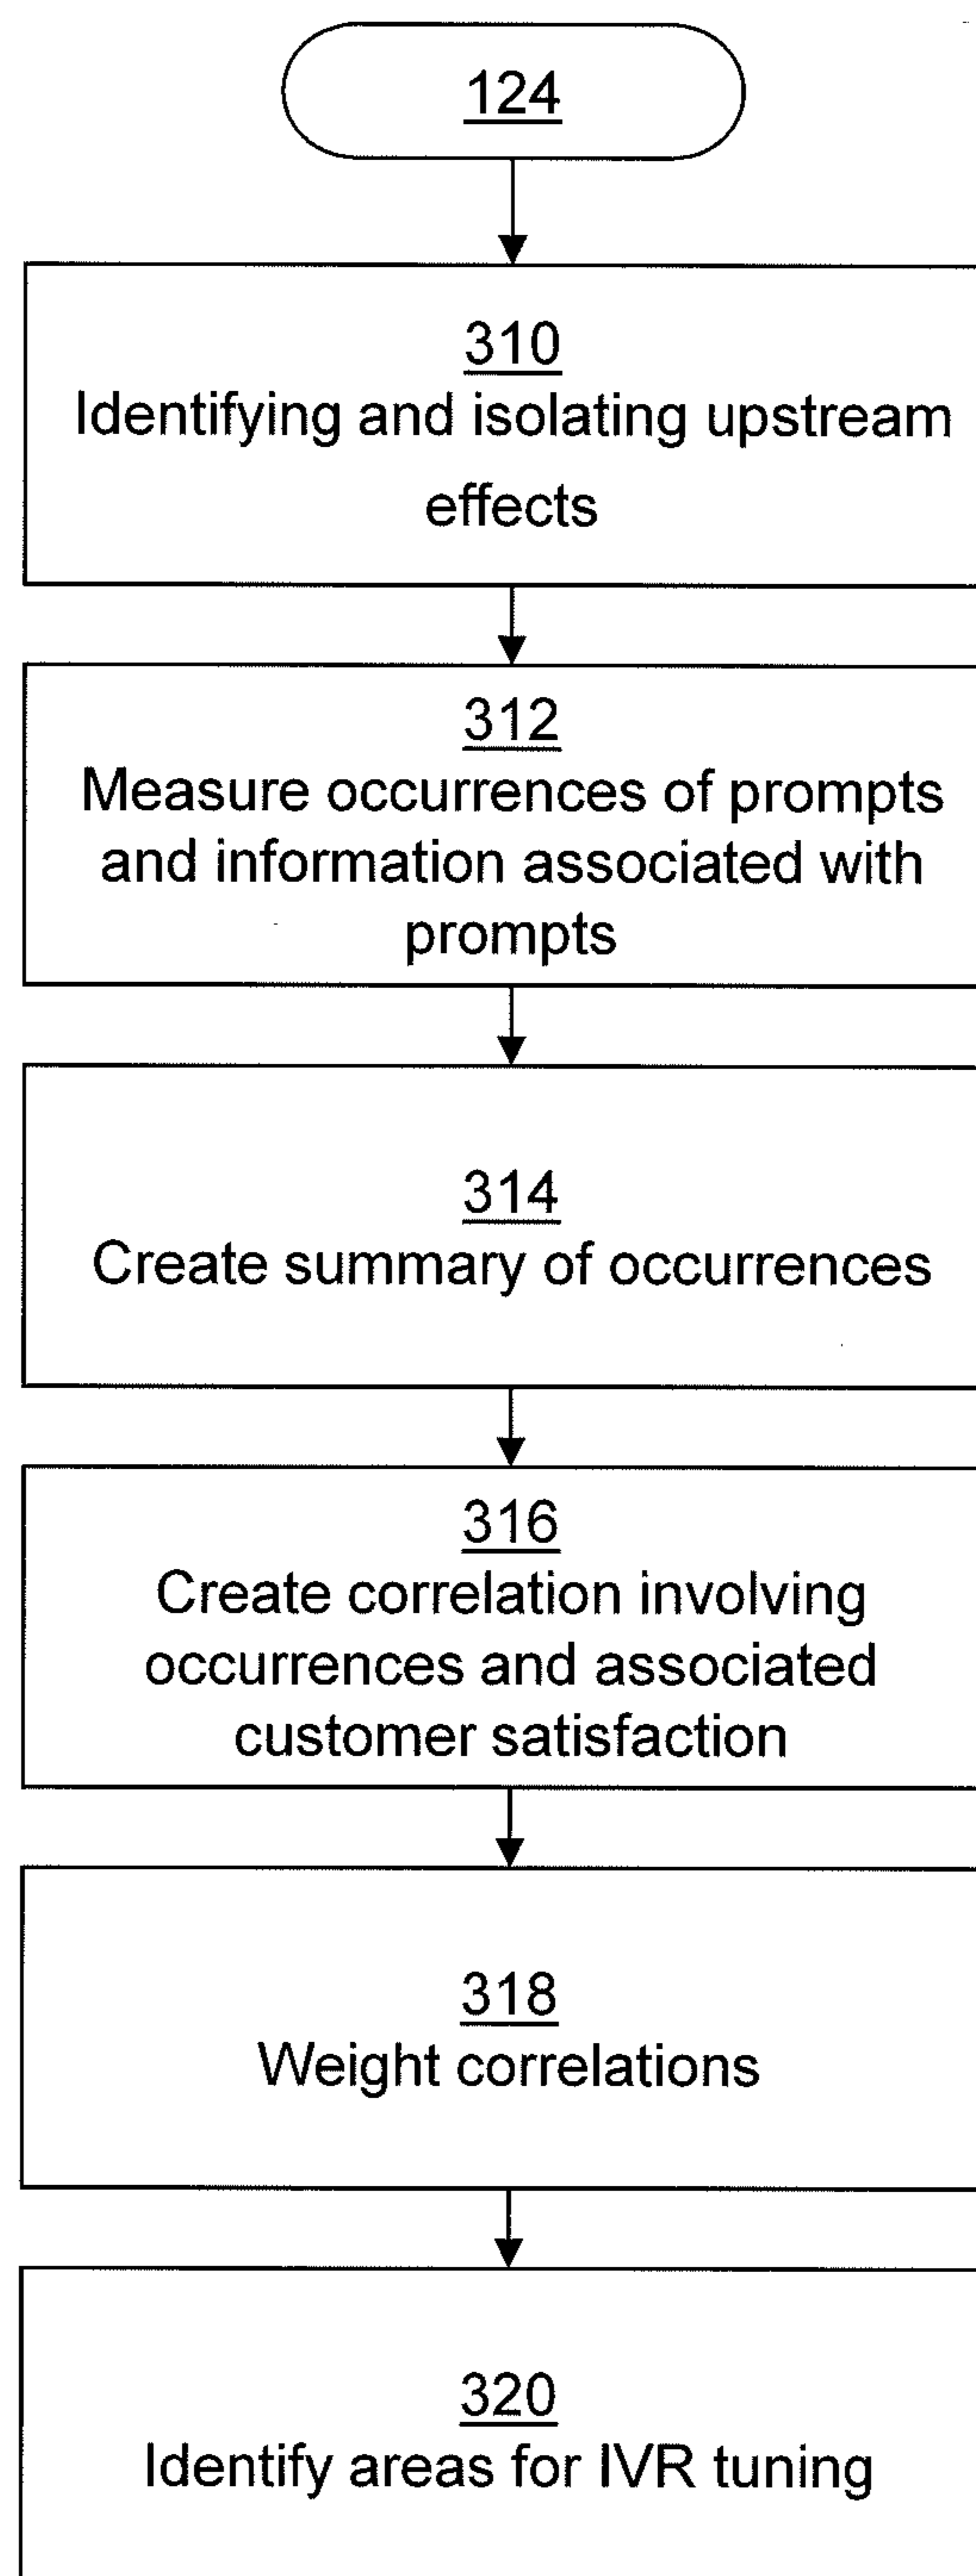 124
310
Identifying and isolating upstream
effects
312
Measure occurrences of prompts
and information associated with
prompts
314
Create summary of occurrences
316
Create correlation involving
occurrences and associated
customer satisfaction
318
Weight correlations
320
Identify areas for IVR tuning